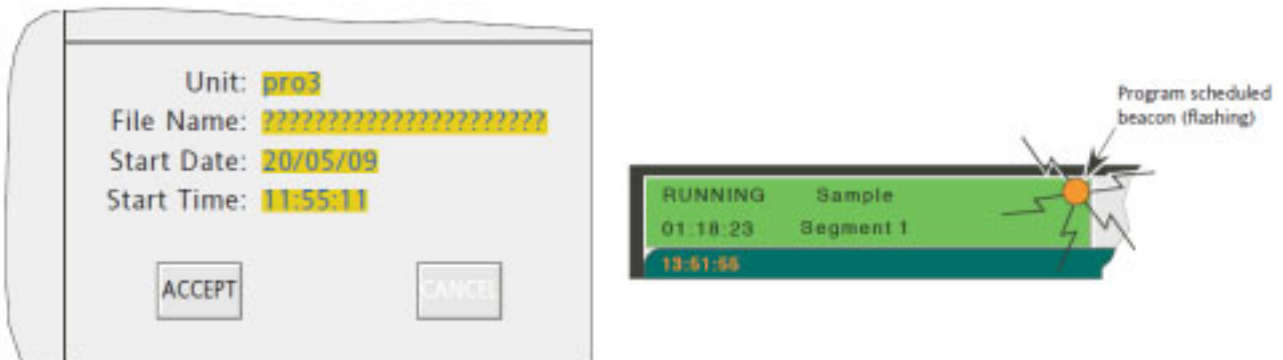 Unit: pro3
File Name: ??????????????????????
Start Date: 20/05/09
Start Time: 11:55:11
ACCEPT CANCEL
Program scheduled
beacon (flashing)
RUNNING Sample
01:18:23 Segment 1
13:51:55